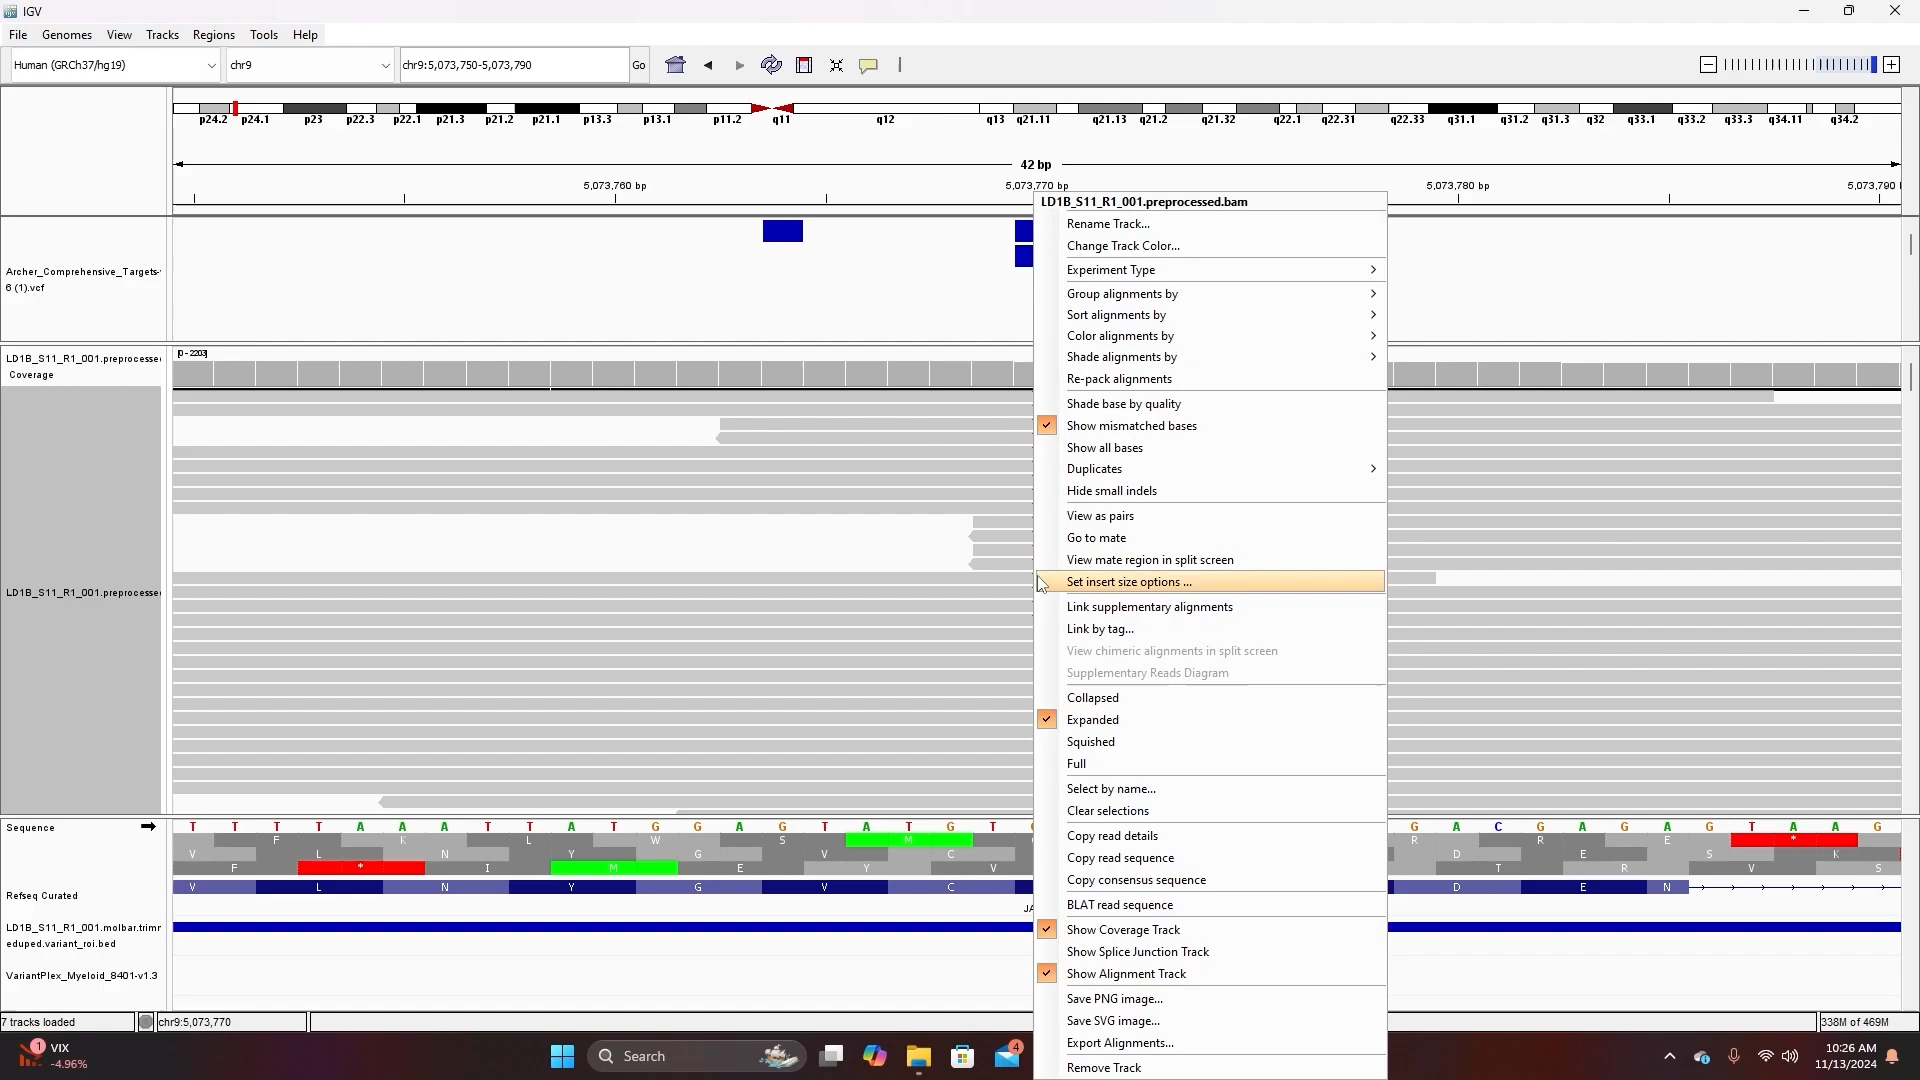 IGV
File Genomes View Tracks Regions Tools Help
Human (GRCh37/hg19) chr9 chr9:5,073,750-5,073,790 Go
p24.2 p24.1 p23 p22.3 p22.1 p21.3 p21.2 p21.1 p13.3 p13.1 p11.2 q11 q12 q13 q21.11 q21.13 q21.2 q21.32 q22.1 q22.31 q22.33 q31.1 q31.2 q31.3 q32 q33.1 q33.2 q33.3 q34.11 q34.2
42 bp
5,073,760 bp 5,073,770 bp 5,073,780 bp 5,073,790
LD1B_S11_R1_001.preprocessed.bam
Rename Track...
Change Track Color...
Experiment Type
Group alignments by
Sort alignments by
Color alignments by
Shade alignments by
Re-pack alignments
Shade base by quality
Show mismatched bases
Show all bases
Duplicates
Hide small indels
View as pairs
Go to mate
View mate region in split screen
Set insert size options ...
Link supplementary alignments
Link by tag...
View chimeric alignments in split screen
Supplementary Reads Diagram
Collapsed
Expanded
Squished
Full
Select by name...
Clear selections
Copy read details
Copy read sequence
Copy consensus sequence
BLAT read sequence
Show Coverage Track
Show Splice Junction Track
Show Alignment Track
Save PNG image...
Save SVG image...
Export Alignments...
Remove Track
Archer_Comprehensive_Targets-
6 (1).vcf
LD1B_S11_R1_001.preprocesse
Coverage
[0 - 2203]
LD1B_S11_R1_001.preprocesse
Sequence T T T T A A A T T A T G G A G T A T G T G A C G A G A G T A A G
F K L W S M R R E *
V L N Y G V C D E S K
F * I M E Y V T R V S
Refseq Curated V L N Y G V C D E N
JA
LD1B_S11_R1_001.molbar.trimr
eduped.variant_roi.bed
VariantPlex_Myeloid_8401-v1.3
7 tracks loaded chr9:5,073,770 338M of 469M
1 VIX
-4.96%
Search
4
10:26 AM
11/13/2024